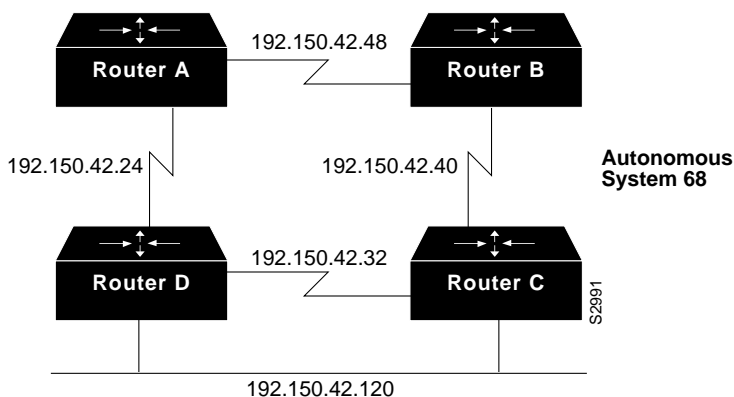 192.150.42.48
Router A
Router B
192.150.42.24
192.150.42.40
Autonomous
System 68
192.150.42.32
Router D
Router C
S2991
192.150.42.120